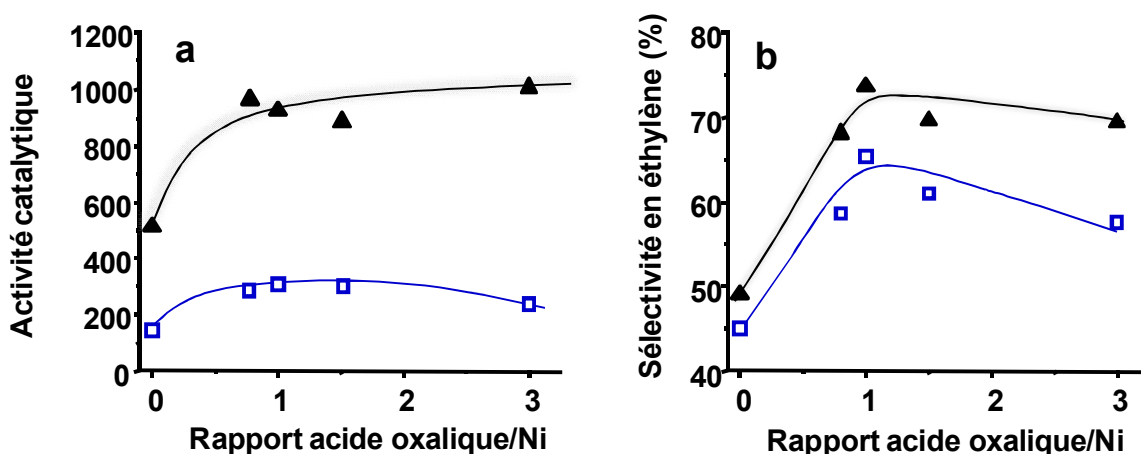 a
1200
1000
800
600
400
200
0
Activité catalytique
0 1 2 3
Rapport acide oxalique/Ni
b
80
70
60
50
40
Sélectivité en éthylène (%)
0 1 2 3
Rapport acide oxalique/Ni